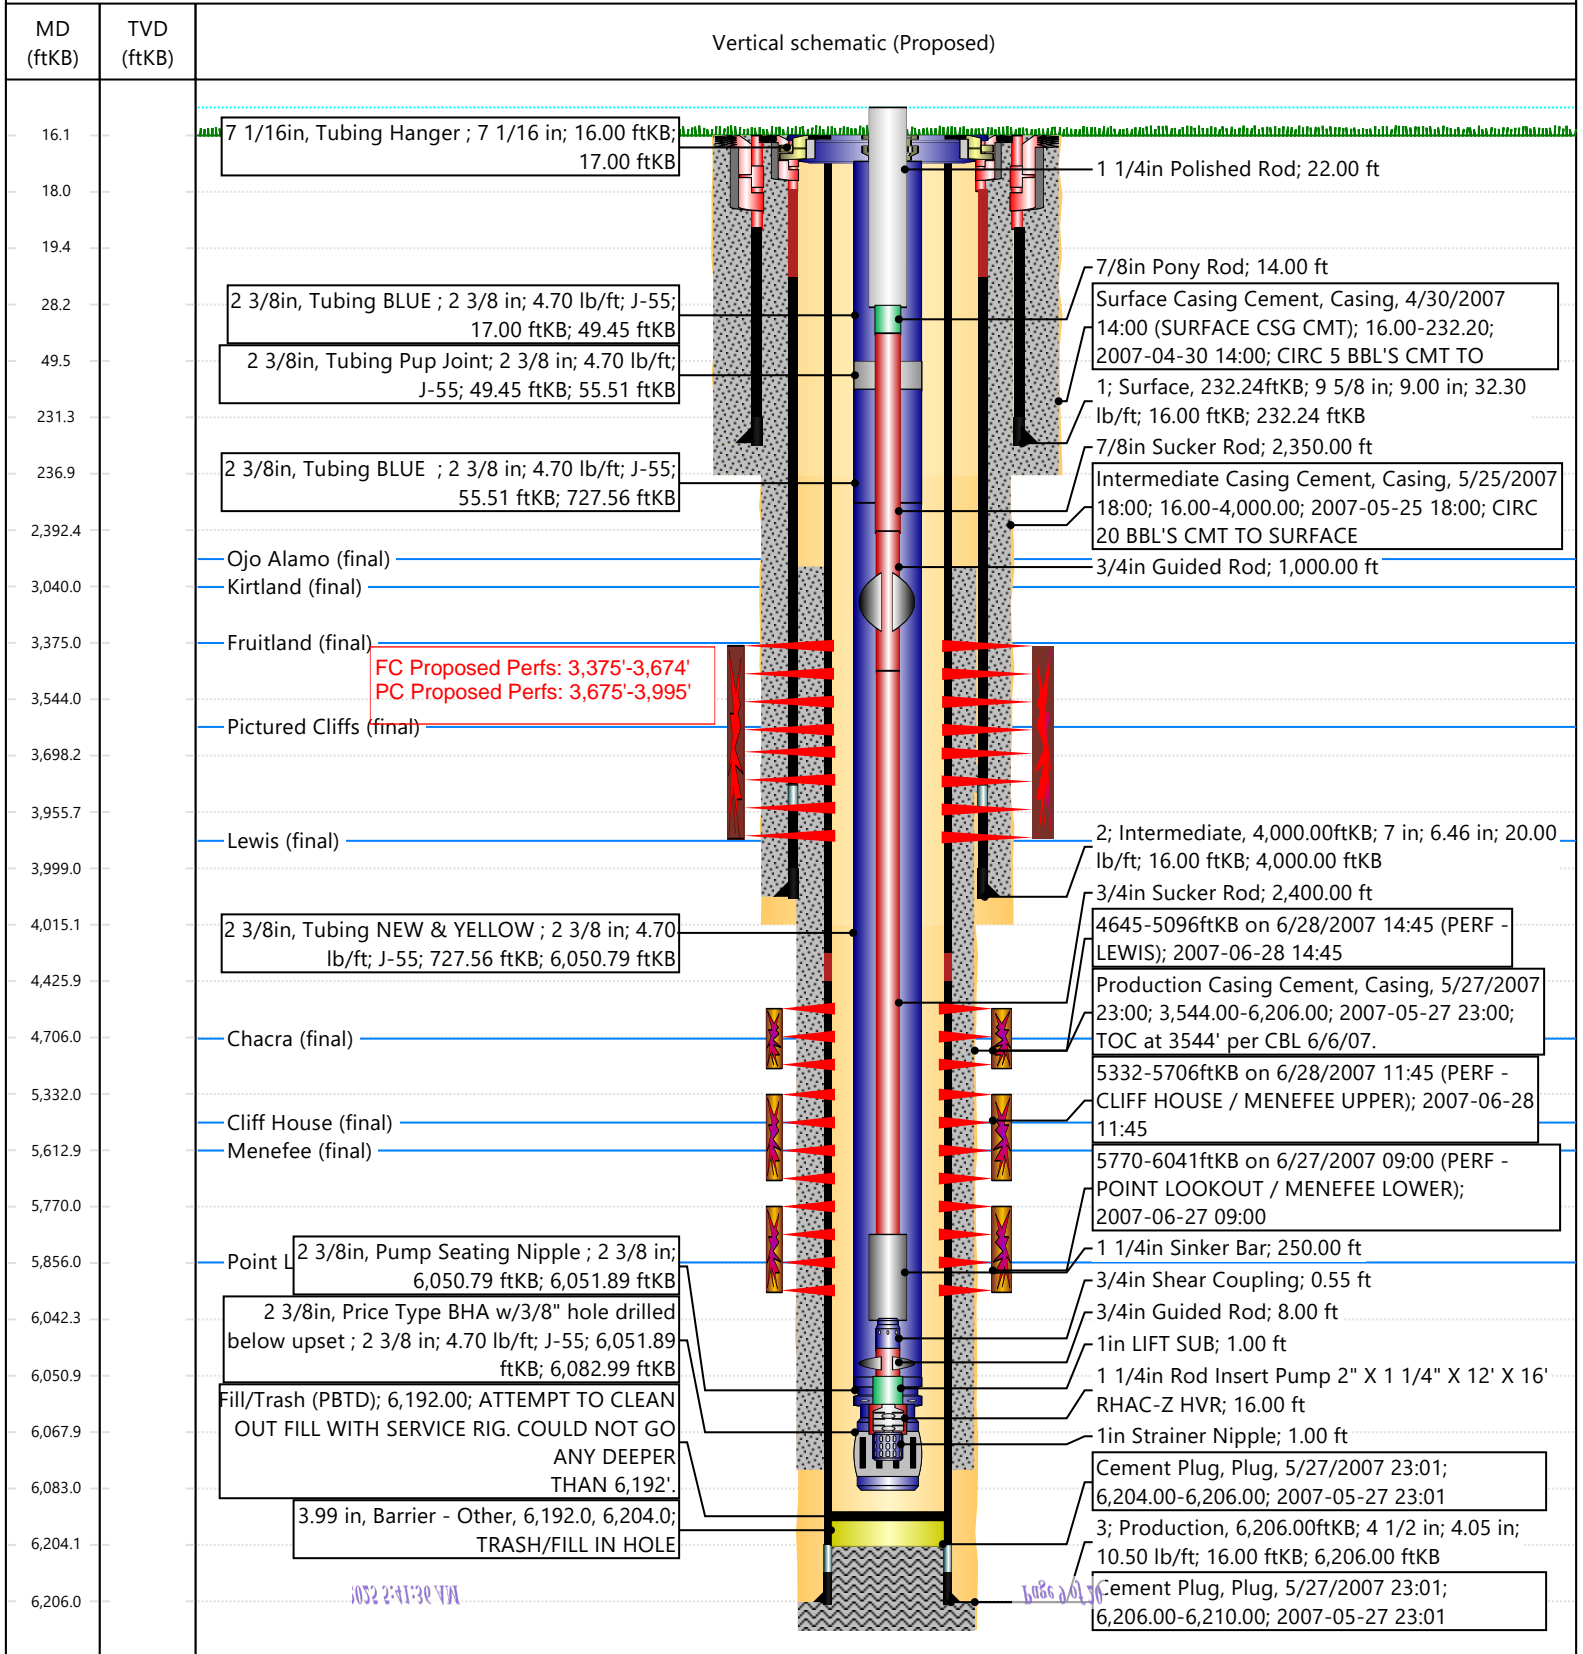 MD
(ftKB)
TVD
(ftKB)
Vertical schematic (Proposed)
16.1
18.0
19.4
28.2
49.5
231.3
236.9
2,392.4
3,040.0
3,375.0
3,544.0
3,698.2
3,955.7
3,999.0
4,015.1
4,425.9
4,706.0
5,332.0
5,612.9
5,770.0
5,856.0
6,042.3
6,050.9
6,067.9
6,083.0
6,204.1
6,206.0
7 1/16in, Tubing Hanger ; 7 1/16 in; 16.00 ftKB;
17.00 ftKB
2 3/8in, Tubing BLUE ; 2 3/8 in; 4.70 lb/ft; J-55;
17.00 ftKB; 49.45 ftKB
2 3/8in, Tubing Pup Joint; 2 3/8 in; 4.70 lb/ft;
J-55; 49.45 ftKB; 55.51 ftKB
2 3/8in, Tubing BLUE ; 2 3/8 in; 4.70 lb/ft; J-55;
55.51 ftKB; 727.56 ftKB
Ojo Alamo (final)
Kirtland (final)
Fruitland (final)
FC Proposed Perfs: 3,375'-3,674'
PC Proposed Perfs: 3,675'-3,995'
Pictured Cliffs (final)
Lewis (final)
2 3/8in, Tubing NEW & YELLOW ; 2 3/8 in; 4.70
lb/ft; J-55; 727.56 ftKB; 6,050.79 ftKB
Chacra (final)
Cliff House (final)
Menefee (final)
Point L
2 3/8in, Pump Seating Nipple ; 2 3/8 in;
6,050.79 ftKB; 6,051.89 ftKB
2 3/8in, Price Type BHA w/3/8" hole drilled
below upset ; 2 3/8 in; 4.70 lb/ft; J-55; 6,051.89
ftKB; 6,082.99 ftKB
Fill/Trash (PBTD); 6,192.00; ATTEMPT TO CLEAN
OUT FILL WITH SERVICE RIG. COULD NOT GO
ANY DEEPER
THAN 6,192'.
3.99 in, Barrier - Other, 6,192.0, 6,204.0;
TRASH/FILL IN HOLE
1 1/4in Polished Rod; 22.00 ft
7/8in Pony Rod; 14.00 ft
Surface Casing Cement, Casing, 4/30/2007
14:00 (SURFACE CSG CMT); 16.00-232.20;
2007-04-30 14:00; CIRC 5 BBL'S CMT TO
1; Surface, 232.24ftKB; 9 5/8 in; 9.00 in; 32.30
lb/ft; 16.00 ftKB; 232.24 ftKB
7/8in Sucker Rod; 2,350.00 ft
Intermediate Casing Cement, Casing, 5/25/2007
18:00; 16.00-4,000.00; 2007-05-25 18:00; CIRC
20 BBL'S CMT TO SURFACE
3/4in Guided Rod; 1,000.00 ft
2; Intermediate, 4,000.00ftKB; 7 in; 6.46 in; 20.00
lb/ft; 16.00 ftKB; 4,000.00 ftKB
3/4in Sucker Rod; 2,400.00 ft
4645-5096ftKB on 6/28/2007 14:45 (PERF -
LEWIS); 2007-06-28 14:45
Production Casing Cement, Casing, 5/27/2007
23:00; 3,544.00-6,206.00; 2007-05-27 23:00;
TOC at 3544' per CBL 6/6/07.
5332-5706ftKB on 6/28/2007 11:45 (PERF -
CLIFF HOUSE / MENEFEE UPPER); 2007-06-28
11:45
5770-6041ftKB on 6/27/2007 09:00 (PERF -
POINT LOOKOUT / MENEFEE LOWER);
2007-06-27 09:00
1 1/4in Sinker Bar; 250.00 ft
3/4in Shear Coupling; 0.55 ft
3/4in Guided Rod; 8.00 ft
1in LIFT SUB; 1.00 ft
1 1/4in Rod Insert Pump 2" X 1 1/4" X 12' X 16'
RHAC-Z HVR; 16.00 ft
1in Strainer Nipple; 1.00 ft
Cement Plug, Plug, 5/27/2007 23:01;
6,204.00-6,206.00; 2007-05-27 23:01
3; Production, 6,206.00ftKB; 4 1/2 in; 4.05 in;
10.50 lb/ft; 16.00 ftKB; 6,206.00 ftKB
Cement Plug, Plug, 5/27/2007 23:01;
6,206.00-6,210.00; 2007-05-27 23:01
2025 5:41:36 AM
Page 9 of 20